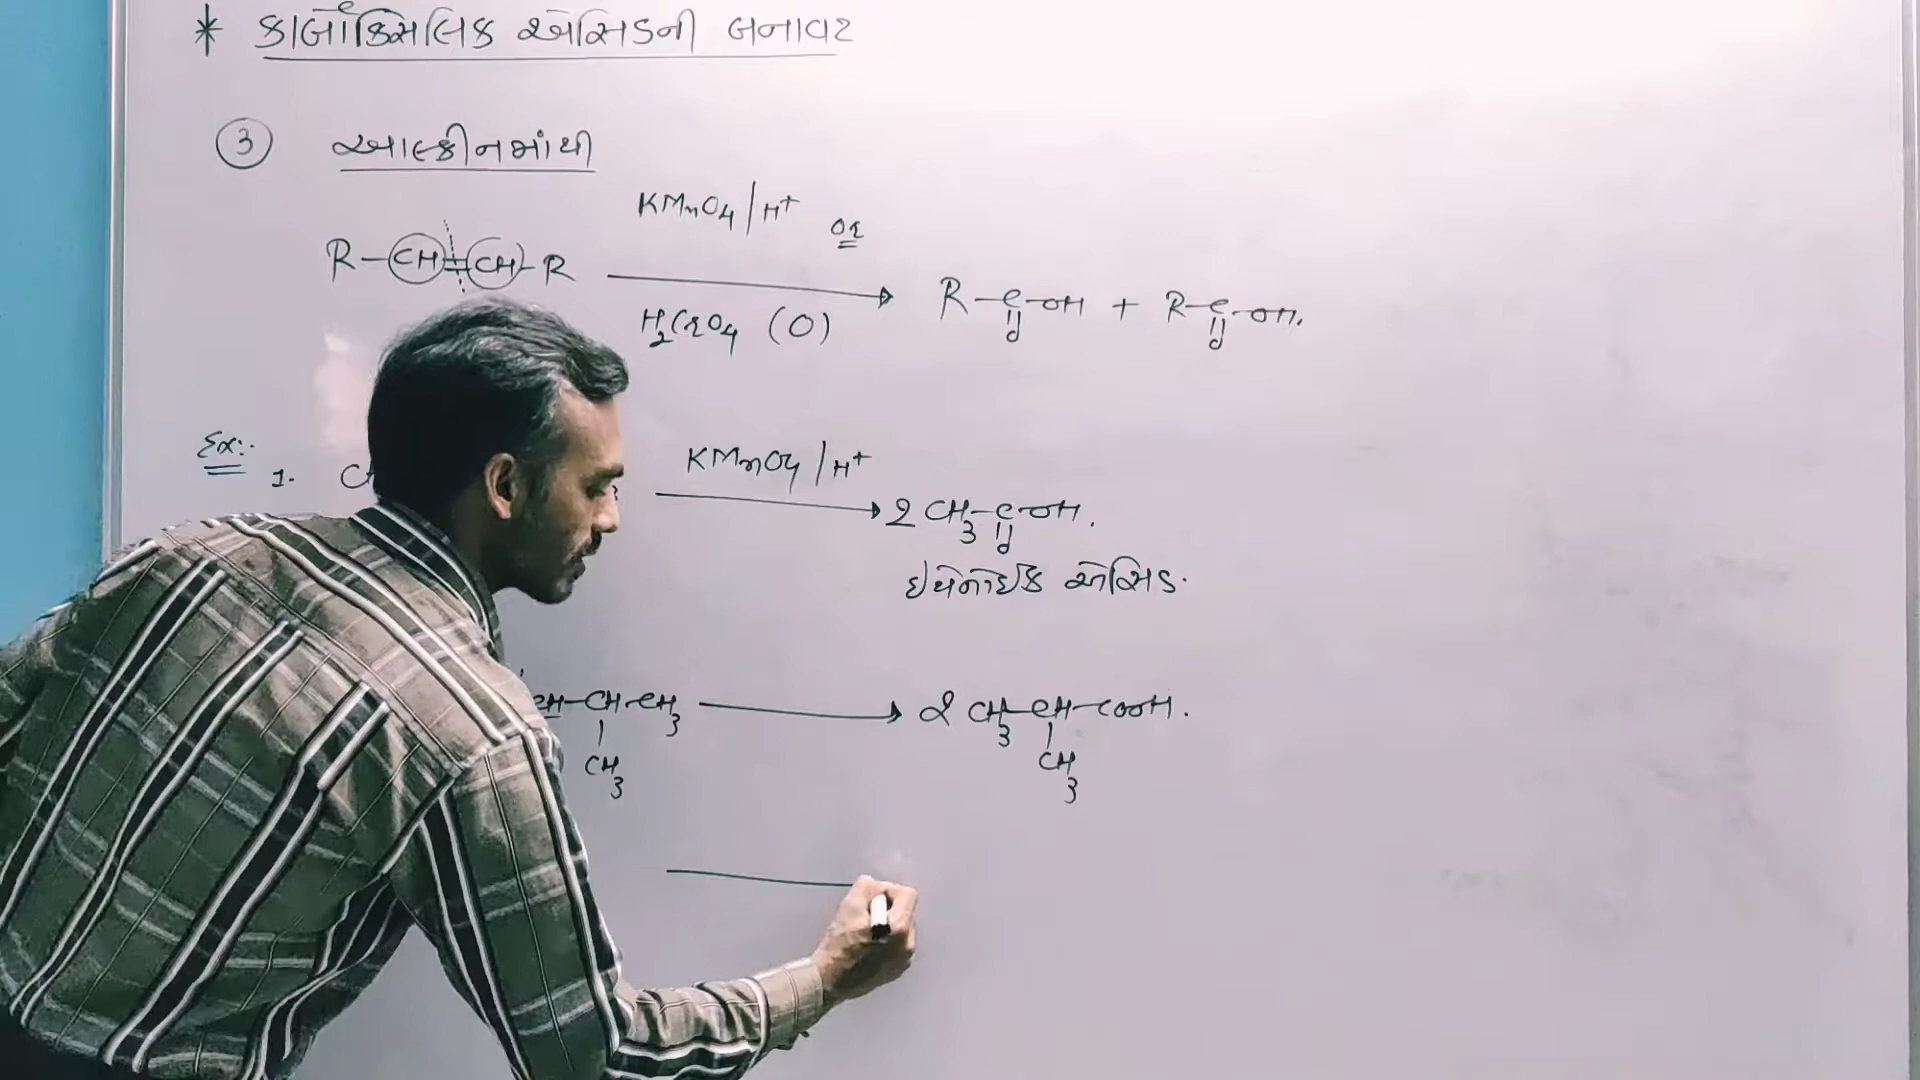 * કાર્બોક્સિલિક એસિડની બનાવટ
3 આલ્કીનમાંથી
KMnO4/H+ or
R-CH=CH-R → R-C-OH + R-C-OH.
H2CrO4 (O) || ||
O O
Ex:-
KMnO4/H+
1. → 2 CH3-C-OH.
||
O
ઇથેનોઇક એસિડ.
CH-CH-CH3 → 2 CH3-CH-COOH.
| |
CH3 CH3